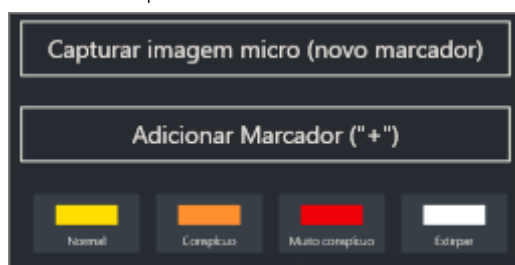 Capturar imagem micro (novo marcador)
Adicionar Marcador ("+")
Normal Conspícuo Muito conspícuo Extirpar